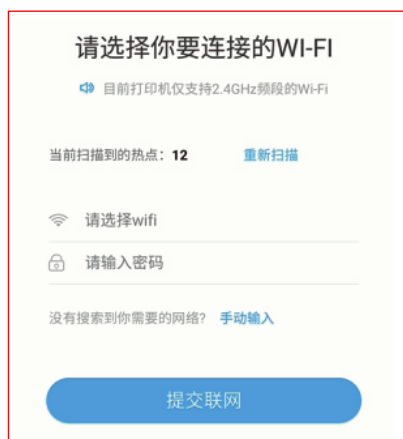 请选择你要连接的WI-FI
目前打印机仅支持2.4GHz频段的Wi-Fi
当前扫描到的热点：12 重新扫描
请选择wifi
请输入密码
没有搜索到你需要的网络？ 手动输入
提交联网